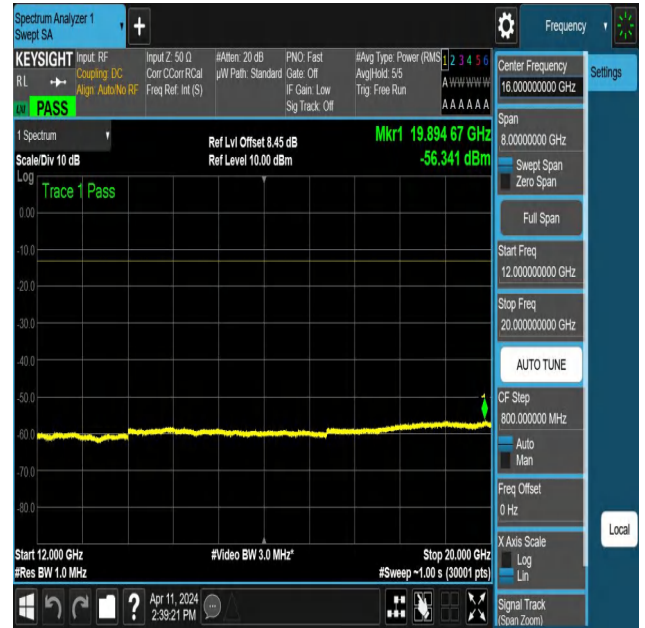 Spectrum Analyzer 1
Swept SA
Frequency
KEYSIGHT
RL
LXI
PASS
Input: RF
Coupling: DC
Align: Auto/No RF
Input Z: 50 Ω
Corr CCorr RCal
Freq Ref: Int (S)
#Atten: 20 dB
µW Path: Standard
PNO: Fast
Gate: Off
IF Gain: Low
Sig Track: Off
#Avg Type: Power (RMS
Avg|Hold: 5/5
Trig: Free Run
1 2 3 4 5 6
A W W W W W
A A A A A A
Center Frequency
16.00000000 GHz
Settings
1 Spectrum
Scale/Div 10 dB
Ref Lvl Offset 8.45 dB
Ref Level 10.00 dBm
Mkr1 19.894 67 GHz
-56.341 dBm
Span
8.00000000 GHz
Swept Span
Zero Span
Full Span
Start Freq
12.000000000 GHz
Stop Freq
20.000000000 GHz
AUTO TUNE
CF Step
800.000000 MHz
Auto
Man
Freq Offset
0 Hz
X Axis Scale
Log
Lin
Signal Track
(Span Zoom)
Local
Log
Trace 1 Pass
0.00
-10.0
-20.0
-30.0
-40.0
-50.0
-60.0
-70.0
-80.0
1
Start 12.000 GHz
#Res BW 1.0 MHz
#Video BW 3.0 MHz*
Stop 20.000 GHz
#Sweep ~1.00 s (30001 pts)
?
Apr 11, 2024
2:39:21 PM